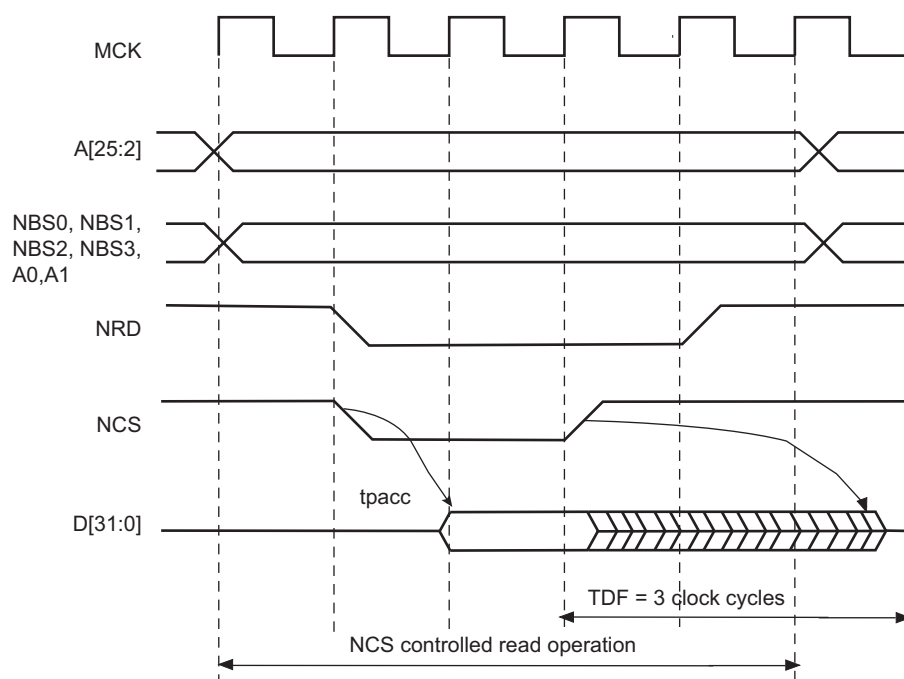 MCK
A[25:2]
NBS0, NBS1,
NBS2, NBS3,
A0,A1
NRD
NCS
tpacc
D[31:0]
TDF = 3 clock cycles
NCS controlled read operation